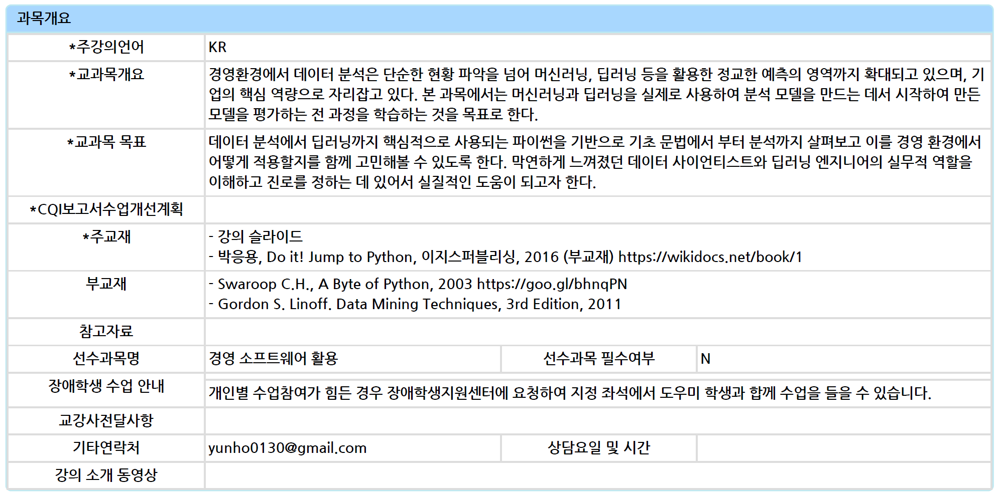 과목개요
*주강의언어 KR
*교과목개요 경영환경에서 데이터 분석은 단순한 현황 파악을 넘어 머신러닝, 딥러닝 등을 활용한 정교한 예측의 영역까지 확대되고 있으며, 기
업의 핵심 역량으로 자리잡고 있다. 본 과목에서는 머신러닝과 딥러닝을 실제로 사용하여 분석 모델을 만드는 데서 시작하여 만든
모델을 평가하는 전 과정을 학습하는 것을 목표로 한다.
*교과목 목표 데이터 분석에서 딥러닝까지 핵심적으로 사용되는 파이썬을 기반으로 기초 문법에서 부터 분석까지 살펴보고 이를 경영 환경에서
어떻게 적용할지를 함께 고민해볼 수 있도록 한다. 막연하게 느껴졌던 데이터 사이언티스트와 딥러닝 엔지니어의 실무적 역할을
이해하고 진로를 정하는 데 있어서 실질적인 도움이 되고자 한다.
*CQI보고서수업개선계획
*주교재 - 강의 슬라이드
- 박응용, Do it! Jump to Python, 이지스퍼블리싱, 2016 (부교재) https://wikidocs.net/book/1
부교재 - Swaroop C.H., A Byte of Python, 2003 https://goo.gl/bhnqPN
- Gordon S. Linoff. Data Mining Techniques, 3rd Edition, 2011
참고자료
선수과목명 경영 소프트웨어 활용 선수과목 필수여부 N
장애학생 수업 안내 개인별 수업참여가 힘든 경우 장애학생지원센터에 요청하여 지정 좌석에서 도우미 학생과 함께 수업을 들을 수 있습니다.
교강사전달사항
기타연락처 yunho0130@gmail.com 상담요일 및 시간
강의 소개 동영상